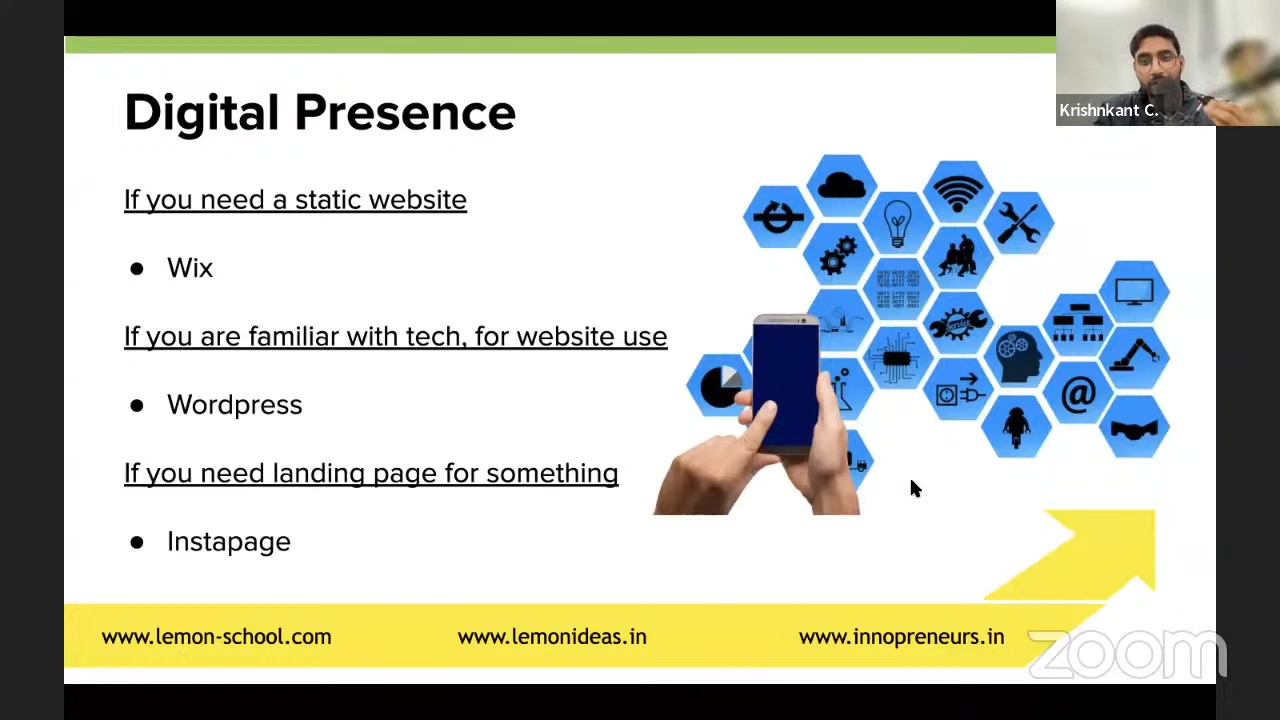 Krishnkant C.
Digital Presence
If you need a static website
● Wix
If you are familiar with tech, for website use
● Wordpress
If you need landing page for something
● Instapage
Service
@
www.lemon-school.com
www.lemonideas.in
www.innopreneurs.in
zoom